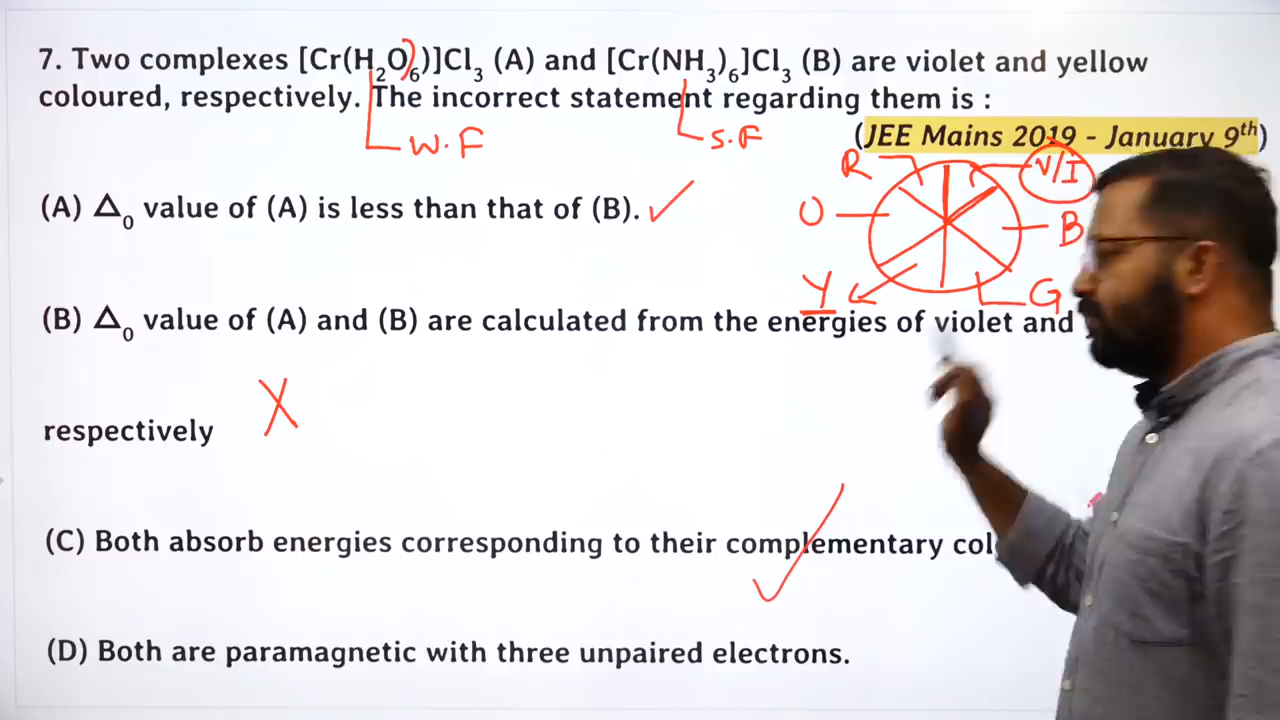 7. Two complexes [Cr(H₂O₆)]Cl₃ (A) and [Cr(NH₃)₆]Cl₃ (B) are violet and yellow
coloured, respectively. The incorrect statement regarding them is :
W.F
S.F
(JEE Mains 2019 - January 9th)
R
V/I
(A) Δ₀ value of (A) is less than that of (B).
O
B
Y
G
(B) Δ₀ value of (A) and (B) are calculated from the energies of violet and
respectively
(C) Both absorb energies corresponding to their complementary col
(D) Both are paramagnetic with three unpaired electrons.